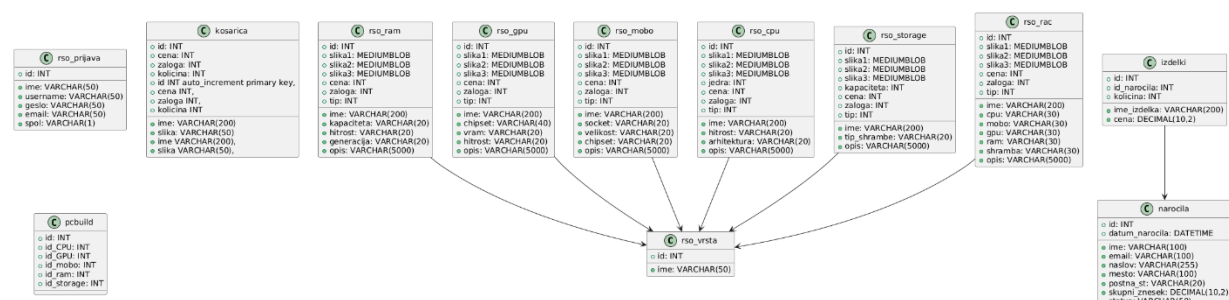 C rso_prijava
id: INT
ime: VARCHAR(50)
username: VARCHAR(50)
geslo: VARCHAR(50)
email: VARCHAR(50)
spol: VARCHAR(1)
C kosarica
id: INT
cena: INT
zaloga: INT
kolicina: INT
id INT auto_increment primary key,
cena INT,
zaloga INT,
kolicina INT
ime: VARCHAR(200)
slika: VARCHAR(50)
ime VARCHAR(200),
slika VARCHAR(50),
C rso_ram
id: INT
slika1: MEDIUMBLOB
slika2: MEDIUMBLOB
slika3: MEDIUMBLOB
cena: INT
zaloga: INT
tip: INT
ime: VARCHAR(200)
kapaciteta: VARCHAR(20)
hitrost: VARCHAR(20)
generacija: VARCHAR(20)
opis: VARCHAR(5000)
C rso_gpu
id: INT
slika1: MEDIUMBLOB
slika2: MEDIUMBLOB
slika3: MEDIUMBLOB
cena: INT
zaloga: INT
tip: INT
ime: VARCHAR(200)
chipset: VARCHAR(40)
vram: VARCHAR(20)
hitrost: VARCHAR(20)
opis: VARCHAR(5000)
C rso_mobo
id: INT
slika1: MEDIUMBLOB
slika2: MEDIUMBLOB
slika3: MEDIUMBLOB
cena: INT
zaloga: INT
tip: INT
ime: VARCHAR(200)
socket: VARCHAR(20)
velikost: VARCHAR(20)
chipset: VARCHAR(20)
opis: VARCHAR(5000)
C rso_cpu
id: INT
slika1: MEDIUMBLOB
slika2: MEDIUMBLOB
slika3: MEDIUMBLOB
jedra: INT
cena: INT
zaloga: INT
tip: INT
ime: VARCHAR(200)
hitrost: VARCHAR(20)
arhitektura: VARCHAR(20)
opis: VARCHAR(5000)
C rso_storage
id: INT
slika1: MEDIUMBLOB
slika2: MEDIUMBLOB
slika3: MEDIUMBLOB
kapaciteta: INT
cena: INT
zaloga: INT
tip: INT
ime: VARCHAR(200)
tip_shrambe: VARCHAR(20)
opis: VARCHAR(5000)
C rso_rac
id: INT
slika1: MEDIUMBLOB
slika2: MEDIUMBLOB
slika3: MEDIUMBLOB
cena: INT
zaloga: INT
tip: INT
ime: VARCHAR(200)
cpu: VARCHAR(30)
mobo: VARCHAR(30)
gpu: VARCHAR(30)
ram: VARCHAR(30)
shramba: VARCHAR(30)
opis: VARCHAR(5000)
C izdelki
id: INT
id_narocila: INT
kolicina: INT
ime_izdelka: VARCHAR(200)
cena: DECIMAL(10,2)
C pcbuild
id: INT
id_CPU: INT
id_GPU: INT
id_mobo: INT
id_ram: INT
id_storage: INT
C rso_vrsta
id: INT
ime: VARCHAR(50)
C narocila
id: INT
datum_narocila: DATETIME
ime: VARCHAR(100)
email: VARCHAR(100)
naslov: VARCHAR(255)
mesto: VARCHAR(100)
postna_st: VARCHAR(20)
skupni_znesek: DECIMAL(10,2)